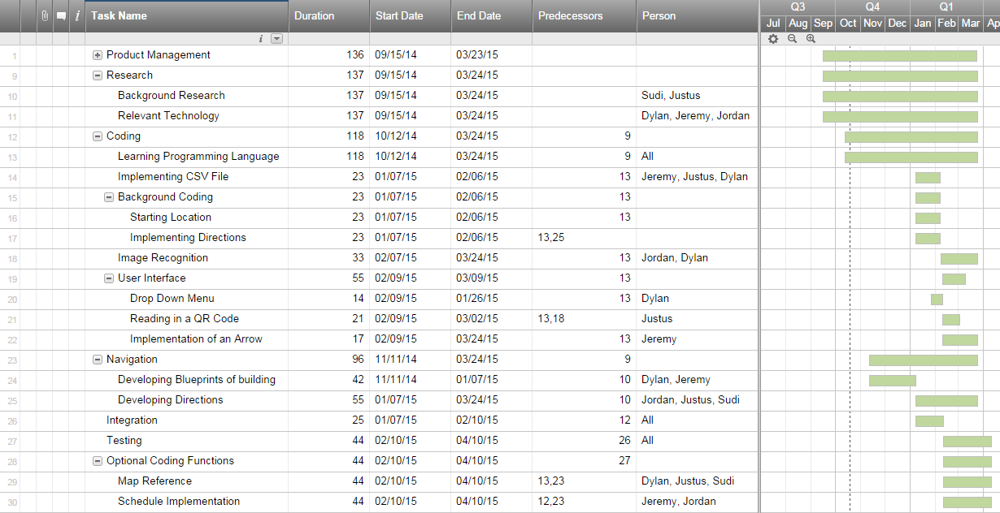 i Task Name Duration Start Date End Date Predecessors Person Q3 Q4 Q1
Jul Aug Sep Oct Nov Dec Jan Feb Mar Ap
i
1 Product Management 136 09/15/14 03/23/15
9 Research 137 09/15/14 03/24/15
10 Background Research 137 09/15/14 03/24/15 Sudi, Justus
11 Relevant Technology 137 09/15/14 03/24/15 Dylan, Jeremy, Jordan
12 Coding 118 10/12/14 03/24/15 9
13 Learning Programming Language 118 10/12/14 03/24/15 9 All
14 Implementing CSV File 23 01/07/15 02/06/15 13 Jeremy, Justus, Dylan
15 Background Coding 23 01/07/15 02/06/15 13
16 Starting Location 23 01/07/15 02/06/15 13
17 Implementing Directions 23 01/07/15 02/06/15 13,25
18 Image Recognition 33 02/07/15 03/24/15 13 Jordan, Dylan
19 User Interface 55 02/09/15 03/09/15 13
20 Drop Down Menu 14 02/09/15 01/26/15 13 Dylan
21 Reading in a QR Code 21 02/09/15 03/02/15 13,18 Justus
22 Implementation of an Arrow 17 02/09/15 03/24/15 13 Jeremy
23 Navigation 96 11/11/14 03/24/15 9
24 Developing Blueprints of building 42 11/11/14 01/07/15 10 Dylan, Jeremy
25 Developing Directions 55 01/07/15 03/24/15 10 Jordan, Justus, Sudi
26 Integration 25 01/07/15 02/10/15 12 All
27 Testing 44 02/10/15 04/10/15 26 All
28 Optional Coding Functions 44 02/10/15 04/10/15 27
29 Map Reference 44 02/10/15 04/10/15 13,23 Dylan, Justus, Sudi
30 Schedule Implementation 44 02/10/15 04/10/15 12,23 Jeremy, Jordan